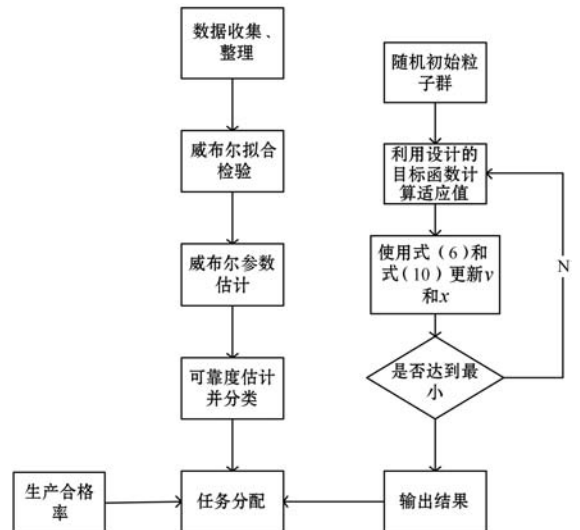 数据收集、
整理
威布尔拟合
检验
威布尔参数
估计
可靠度估计
并分类
生产合格
率
任务分配
随机初始粒
子群
利用设计的
目标函数计
算适应值
使用式（6）和
式（10）更新v
和x
N
是否达到最
小
输出结果